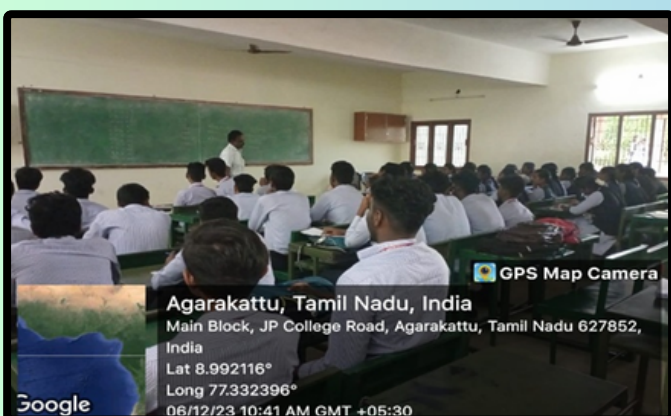 GPS Map Camera
Agarakattu, Tamil Nadu, India
Main Block, JP College Road, Agarakattu, Tamil Nadu 627852,
India
Lat 8.992116°
Long 77.332396°
06/12/23 10:41 AM GMT +05:30
Google